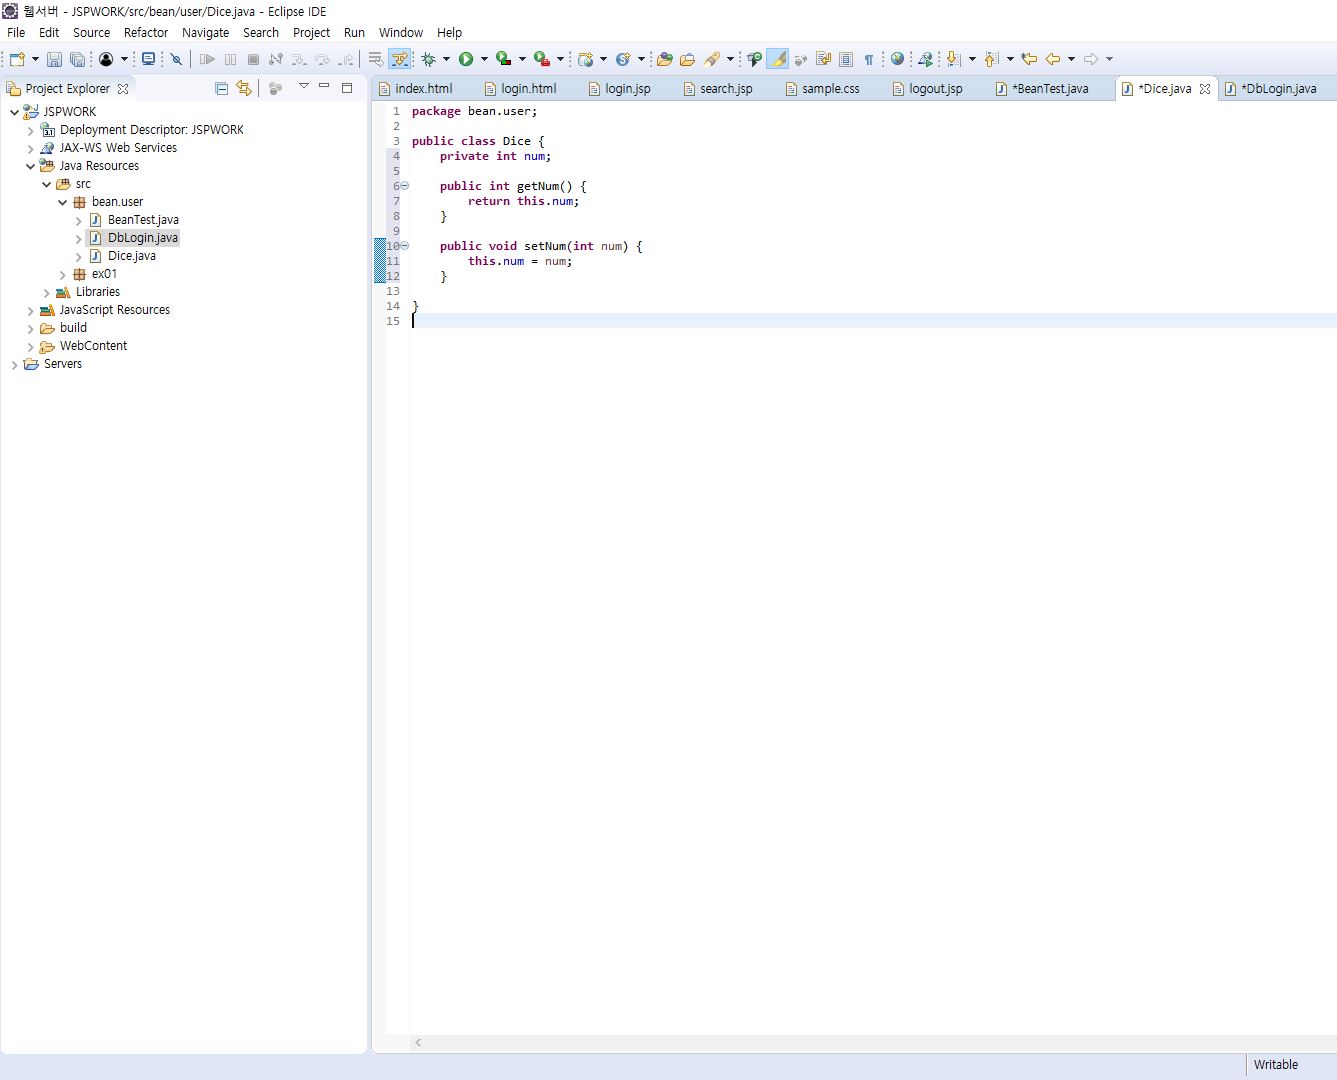 웹서버 - JSPWORK/src/bean/user/Dice.java - Eclipse IDE
File Edit Source Refactor Navigate Search Project Run Window Help
Project Explorer
index.html login.html login.jsp search.jsp sample.css logout.jsp *BeanTest.java *Dice.java *DbLogin.java
JSPWORK
Deployment Descriptor: JSPWORK
JAX-WS Web Services
Java Resources
src
bean.user
BeanTest.java
DbLogin.java
Dice.java
ex01
Libraries
JavaScript Resources
build
WebContent
Servers
1 package bean.user;
2
3 public class Dice {
4     private int num;
5
6     public int getNum() {
7         return this.num;
8     }
9
10     public void setNum(int num) {
11         this.num = num;
12     }
13
14 }
15
Writable